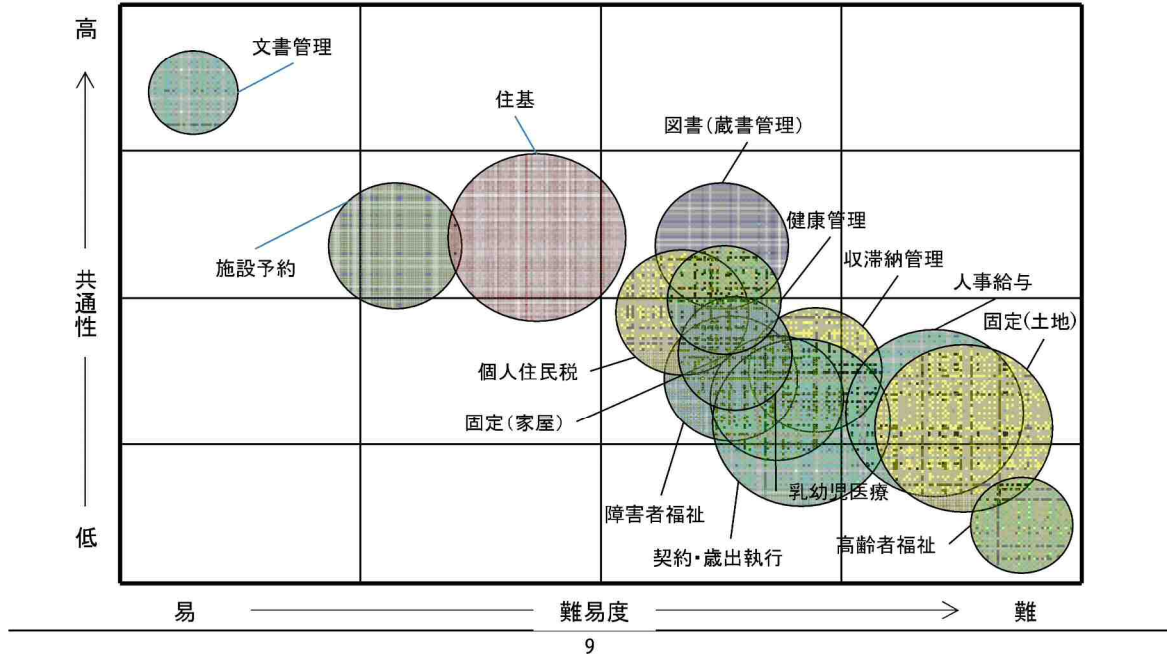 高
文書管理
住基
図書(蔵書管理)
健康管理
収滞納管理
施設予約
人事給与
共通性
固定(土地)
個人住民税
固定(家屋)
乳幼児医療
障害者福祉
低
高齢者福祉
契約・歳出執行
易
難易度
難
9